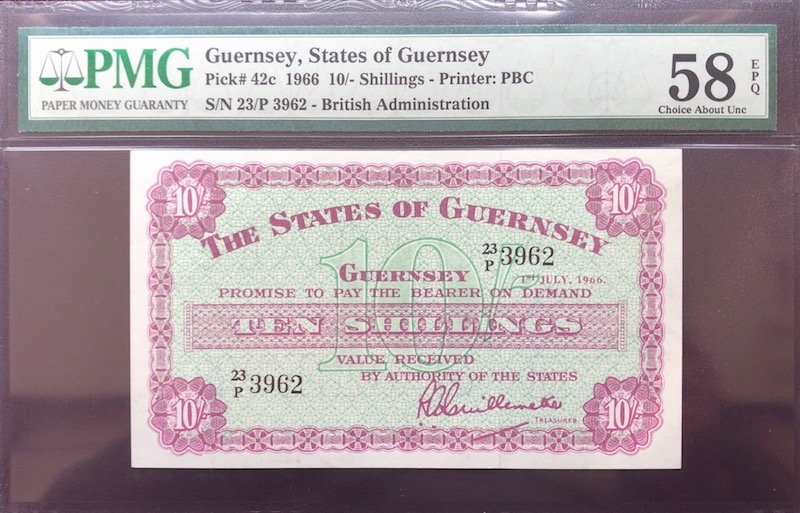 PMG
PAPER MONEY GUARANTY
Guernsey, States of Guernsey
Pick# 42c 1966 10/- Shillings - Printer: PBC
S/N 23/P 3962 - British Administration
58 EPQ
Choice About Unc
10/-
10/-
THE STATES OF GUERNSEY
10/-
23/P 3962
GUERNSEY
1st JULY, 1966.
PROMISE TO PAY THE BEARER ON DEMAND
TEN SHILLINGS
VALUE RECEIVED
23/P 3962
BY AUTHORITY OF THE STATES
TREASURER
10/-
10/-